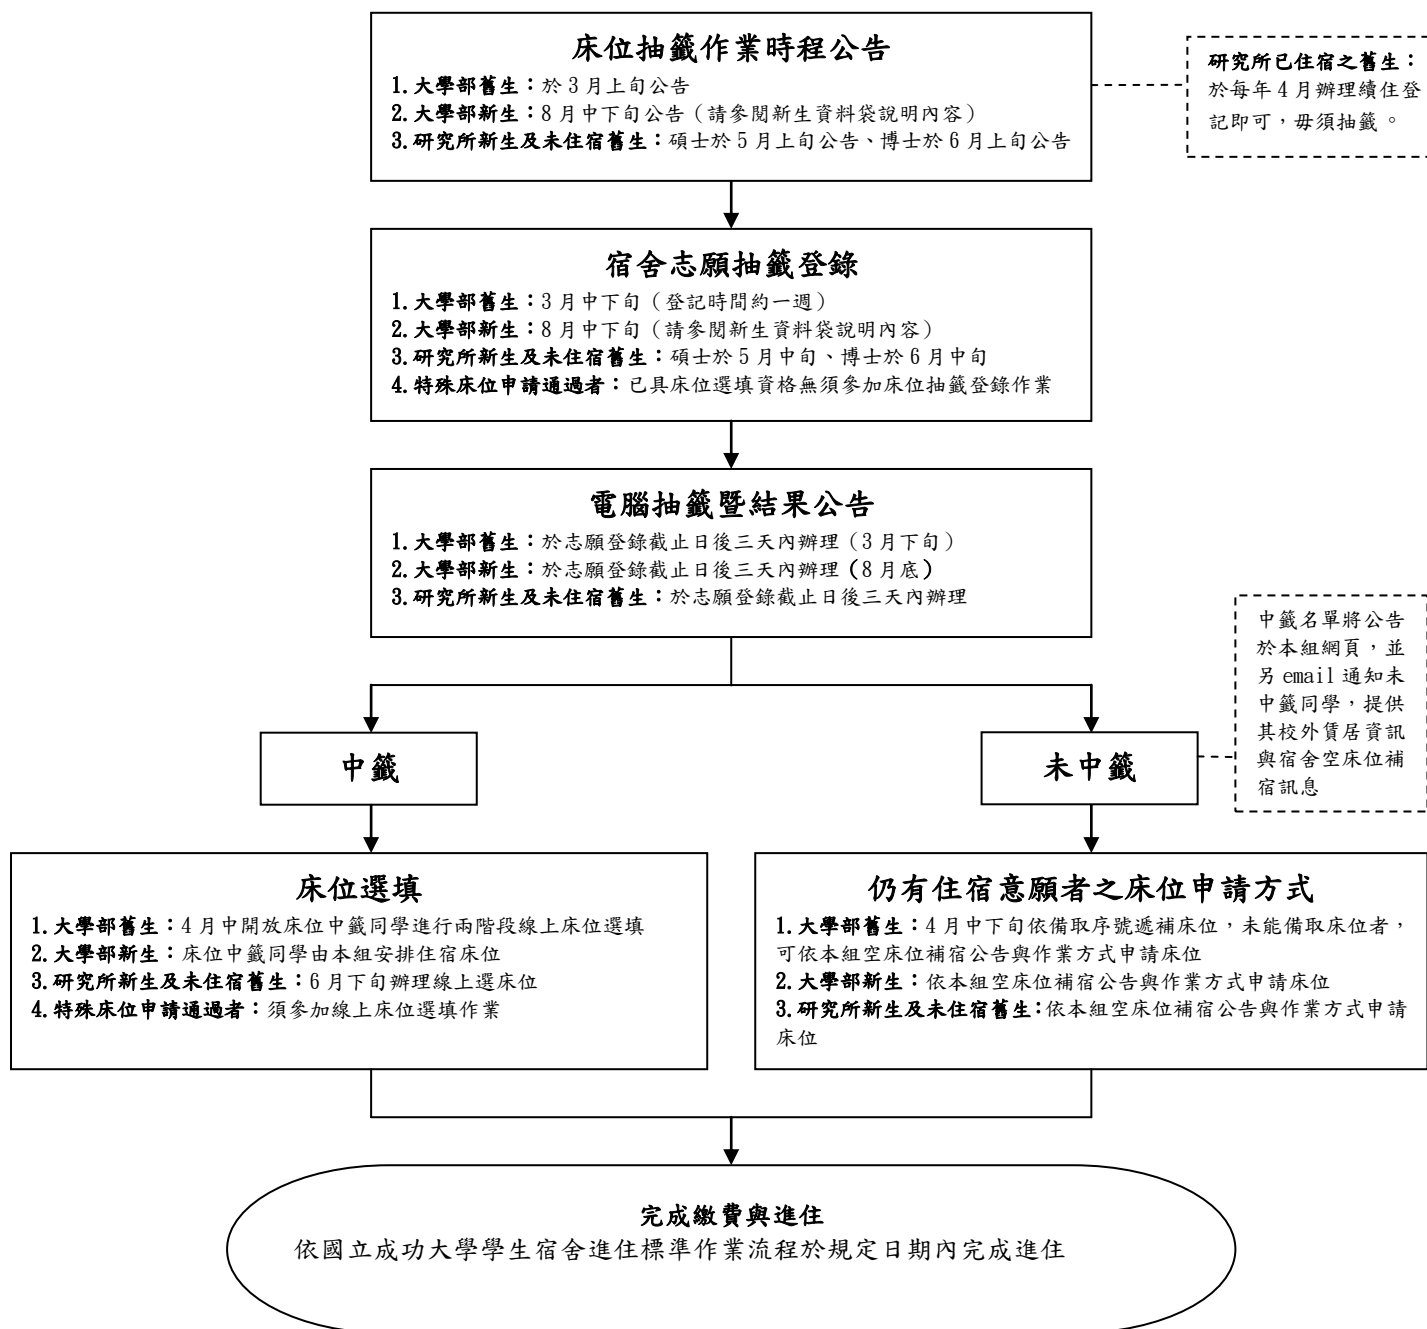 床位抽籤作業時程公告
1. 大學部舊生：於 3 月上旬公告
2. 大學部新生：8 月中下旬公告（請參閱新生資料袋說明內容）
3. 研究所新生及未住宿舊生：碩士於 5 月上旬公告、博士於 6 月上旬公告
研究所已住宿之舊生：
於每年 4 月辦理續住登
記即可，毋須抽籤。
宿舍志願抽籤登錄
1. 大學部舊生：3 月中下旬（登記時間約一週）
2. 大學部新生：8 月中下旬（請參閱新生資料袋說明內容）
3. 研究所新生及未住宿舊生：碩士於 5 月中旬、博士於 6 月中旬
4. 特殊床位申請通過者：已具床位選填資格無須參加床位抽籤登錄作業
電腦抽籤暨結果公告
1. 大學部舊生：於志願登錄截止日後三天內辦理（3 月下旬）
2. 大學部新生：於志願登錄截止日後三天內辦理（8 月底）
3. 研究所新生及未住宿舊生：於志願登錄截止日後三天內辦理
中籤名單將公告
於本組網頁，並
另 email 通知未
中籤同學，提供
其校外賃居資訊
與宿舍空床位補
宿訊息
中籤
未中籤
床位選填
1. 大學部舊生：4 月中開放床位中籤同學進行兩階段線上床位選填
2. 大學部新生：床位中籤同學由本組安排住宿床位
3. 研究所新生及未住宿舊生：6 月下旬辦理線上選床位
4. 特殊床位申請通過者：須參加線上床位選填作業
仍有住宿意願者之床位申請方式
1. 大學部舊生：4 月中下旬依備取序號遞補床位，未能備取床位者，
可依本組空床位補宿公告與作業方式申請床位
2. 大學部新生：依本組空床位補宿公告與作業方式申請床位
3. 研究所新生及未住宿舊生：依本組空床位補宿公告與作業方式申請
床位
完成繳費與進住
依國立成功大學學生宿舍進住標準作業流程於規定日期內完成進住